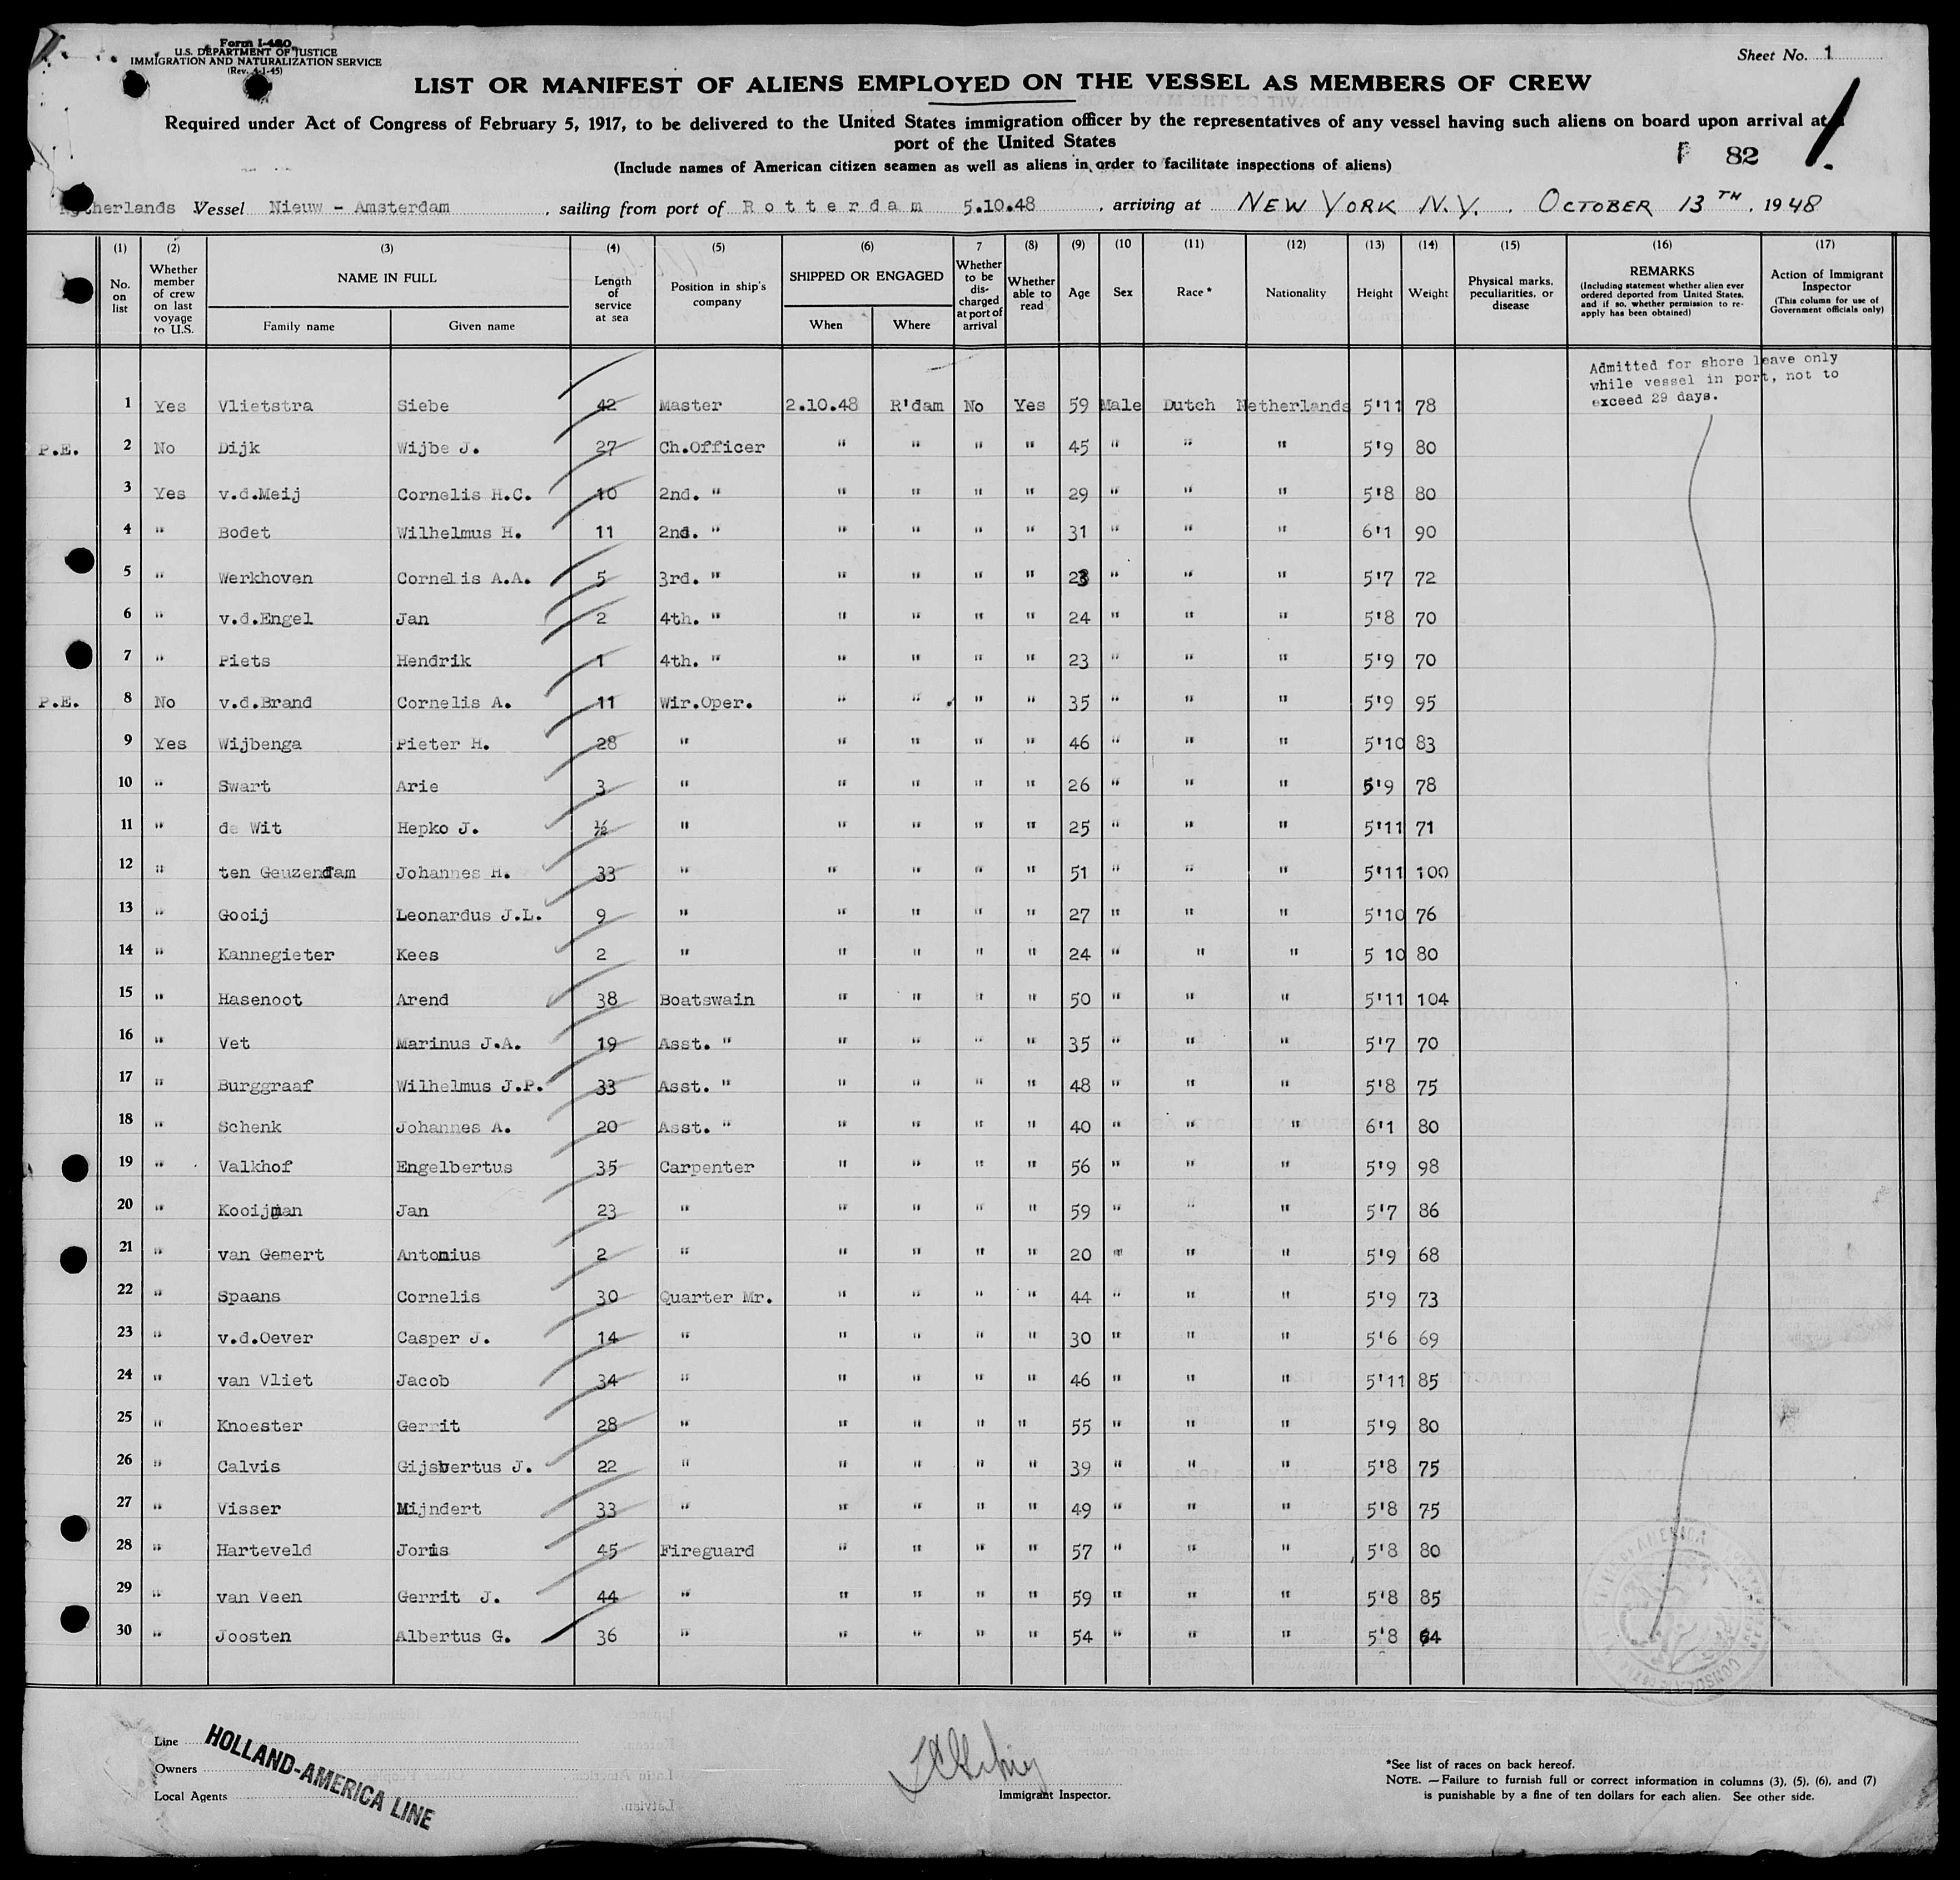 Form I-480
U.S. DEPARTMENT OF JUSTICE
IMMIGRATION AND NATURALIZATION SERVICE
(Rev. 4-1-45)
Sheet No. 1
LIST OR MANIFEST OF ALIENS EMPLOYED ON THE VESSEL AS MEMBERS OF CREW
Required under Act of Congress of February 5, 1917, to be delivered to the United States immigration officer by the representatives of any vessel having such aliens on board upon arrival at
port of the United States
(Include names of American citizen seamen as well as aliens in order to facilitate inspections of aliens)
82
Netherlands Vessel Nieuw - Amsterdam , sailing from port of Rotterdam 5.10.48 , arriving at NEW YORK N.Y. . OCTOBER 13TH , 1948
(1) (2) (3) (4) (5) (6) 7 (8) (9) (10 (11) (12) (13) (14) (15) (16) (17)
No. on list
Whether member of crew on last voyage to U.S.
NAME IN FULL
Family name
Given name
Length of service at sea
Position in ship's company
SHIPPED OR ENGAGED
When
Where
Whether to be discharged at port of arrival
Whether able to read
Age
Sex
Race*
Nationality
Height
Weight
Physical marks, peculiarities, or disease
REMARKS
(Including statement whether alien ever ordered deported from United States, and if so, whether permission to re-apply has been obtained)
Action of Immigrant Inspector
(This column for use of Government officials only)
Admitted for shore leave only
while vessel in port, not to
exceed 29 days.
1 Yes Vlietstra Siebe 42 Master 2.10.48 R'dam No Yes 59 Male Dutch Netherlands 5'11 78
P.E. 2 No Dijk Wijbe J. 27 Ch.Officer " " " " 45 " " " 5'9 80
3 Yes v.d.Meij Cornelis H.C. 10 2nd. " " " " " 29 " " " 5'8 80
4 " Bodet Wilhelmus H. 11 2nd. " " " " " 31 " " " 6'1 90
5 " Werkhoven Cornelis A.A. 5 3rd. " " " " " 23 " " " 5'7 72
6 " v.d.Engel Jan 2 4th. " " " " " 24 " " " 5'8 70
7 " Piets Hendrik 1 4th. " " " " " 23 " " " 5'9 70
P.E. 8 No v.d.Brand Cornelis A. 11 Wir.Oper. " " " " 35 " " " 5'9 95
9 Yes Wijbenga Pieter H. 28 " " " " " 46 " " " 5'10 83
10 " Swart Arie 3 " " " " " 26 " " " 5'9 78
11 " de Wit Hepko J. ½ " " " " " 25 " " " 5'11 71
12 " ten Geuzendam Johannes H. 33 " " " " " 51 " " " 5'11 100
13 " Gooij Leonardus J.L. 9 " " " " " 27 " " " 5'10 76
14 " Kannegieter Kees 2 " " " " " 24 " " " 5 10 80
15 " Hasenoot Arend 38 Boatswain " " " " 50 " " " 5'11 104
16 " Vet Marinus J.A. 19 Asst. " " " " " 35 " " " 5'7 70
17 " Burggraaf Wilhelmus J.P. 33 Asst. " " " " " 48 " " " 5'8 75
18 " Schenk Johannes A. 20 Asst. " " " " " 40 " " " 6'1 80
19 " Valkhof Engelbertus 35 Carpenter " " " " 56 " " " 5'9 98
20 " Kooijman Jan 23 " " " " " 59 " " " 5'7 86
21 " van Gemert Antonius 2 " " " " " 20 " " " 5'9 68
22 " Spaans Cornelis 30 Quarter Mr. " " " " 44 " " " 5'9 73
23 " v.d.Oever Casper J. 14 " " " " " 30 " " " 5'6 69
24 " van Vliet Jacob 34 " " " " " 46 " " " 5'11 85
25 " Knoester Gerrit 28 " " " " " 55 " " " 5'9 80
26 " Calvis Gijsbertus J. 22 " " " " " 39 " " " 5'8 75
27 " Visser Mijndert 33 " " " " " 49 " " " 5'8 75
28 " Harteveld Joris 45 Fireguard " " " " 57 " " " 5'8 80
29 " van Veen Gerrit J. 44 " " " " " 59 " " " 5'8 85
30 " Joosten Albertus G. 36 " " " " " 54 " " " 5'8 64
Line
Owners
Local Agents
HOLLAND-AMERICA LINE
Immigrant Inspector.
*See list of races on back hereof.
NOTE. —Failure to furnish full or correct information in columns (3), (5), (6), and (7)
is punishable by a fine of ten dollars for each alien. See other side.